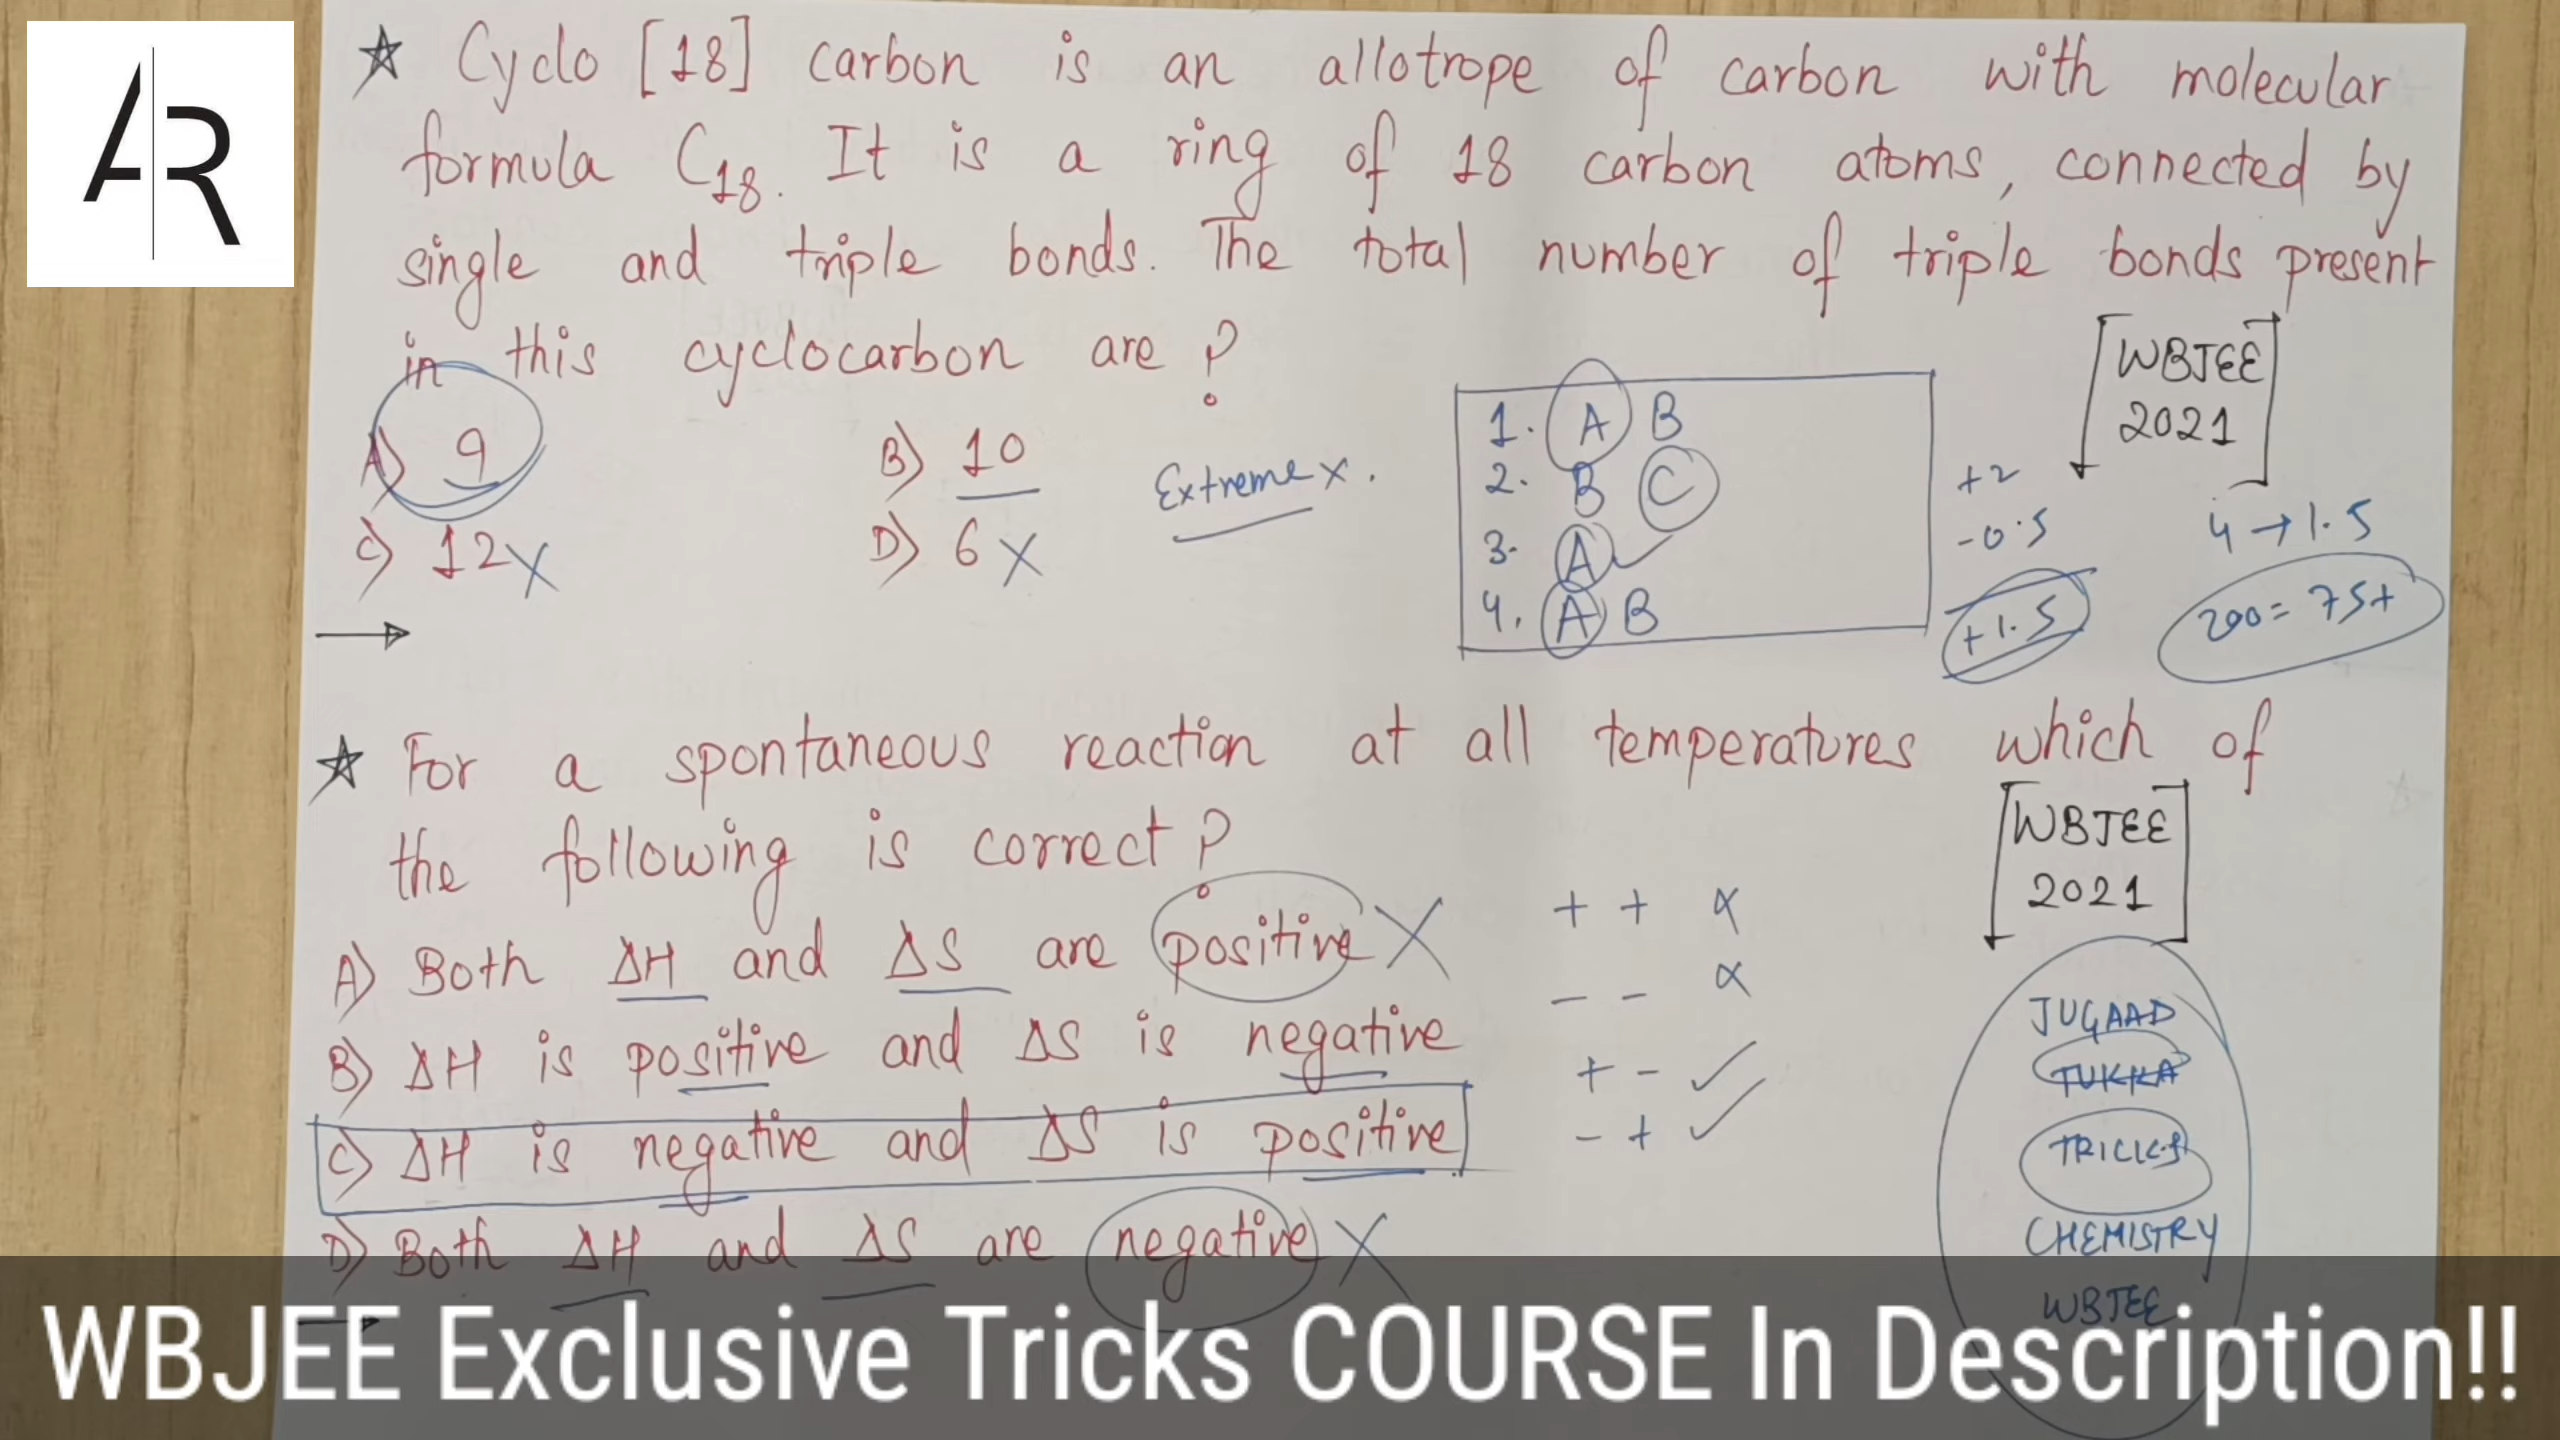 AR
☆ Cyclo [18] carbon is an allotrope of carbon with molecular
formula C₁₈. It is a ring of 18 carbon atoms, connected by
single and triple bonds. The total number of triple bonds present
in this cyclocarbon are ?
[WBJEE
2021]
A) 9
B) 10
C) 12 X
D) 6 X
Extreme X.
1. A B
2. B C
3. A ✓
4. A B
+2
-0.5
+1.5
4 → 1.5
200 = 75+
→
☆ For a spontaneous reaction at all temperatures which of
the following is correct ?
[WBJEE
2021]
A) Both ΔH and ΔS are positive X
B) ΔH is positive and ΔS is negative
C) ΔH is negative and ΔS is positive
D) Both ΔH and ΔS are negative X
+ + ×
- - ×
+ - ✓
- + ✓
JUGAAD
TUKKA
TRICKS
CHEMISTRY
WBJEE
WBJEE Exclusive Tricks COURSE In Description!!